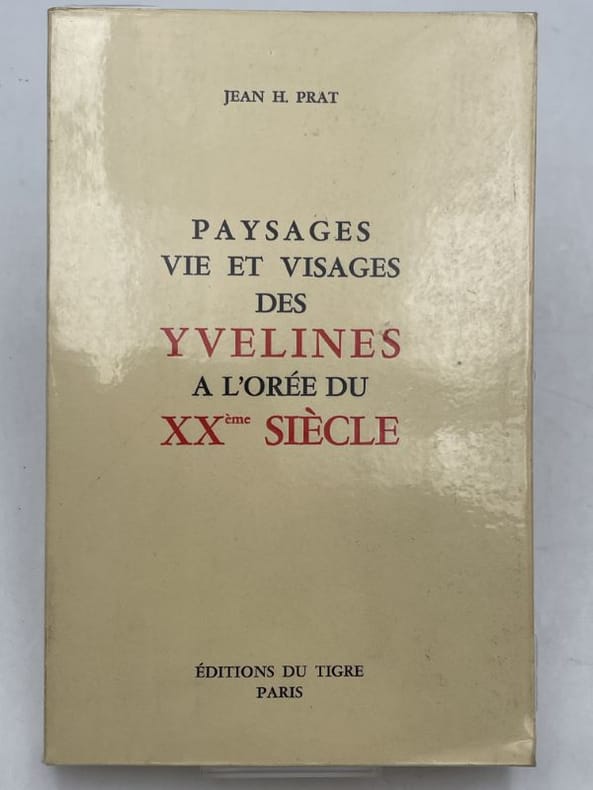 JEAN H. PRAT
PAYSAGES
VIE ET VISAGES
DES
YVELINES
A L'ORÉE DU
XXème SIÈCLE
ÉDITIONS DU TIGRE
PARIS